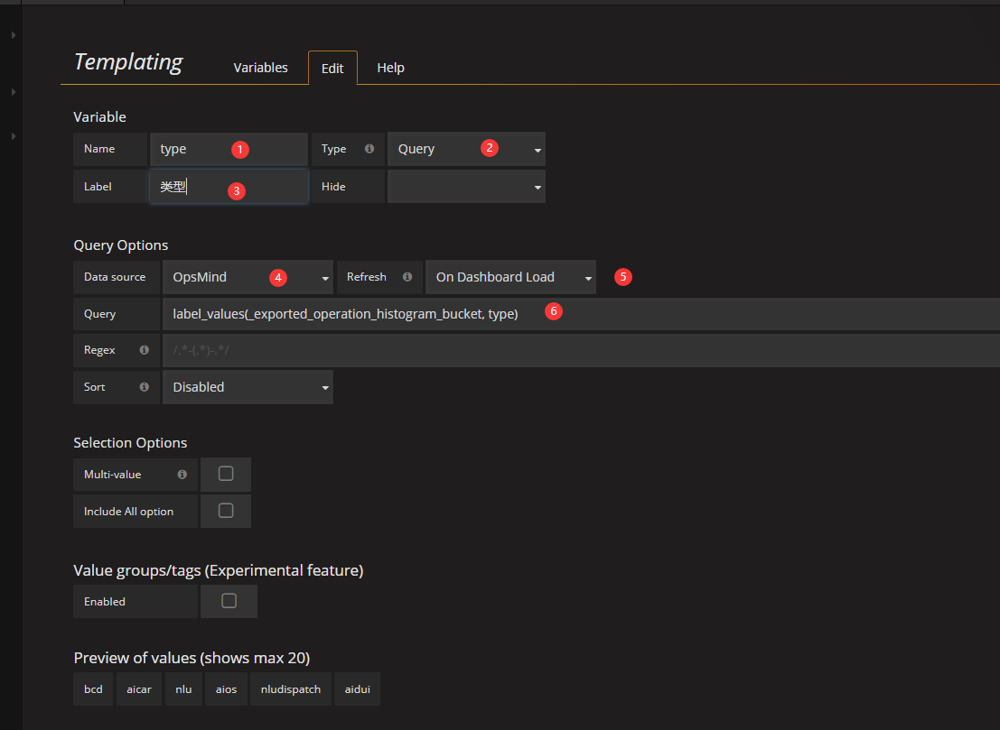 Templating Variables Edit Help
Variable
Name type 1 Type Query 2
Label 类型 3 Hide
Query Options
Data source OpsMind 4 Refresh On Dashboard Load 5
Query label_values(_exported_operation_histogram_bucket, type) 6
Regex /.*-(.*)-.*/
Sort Disabled
Selection Options
Multi-value
Include All option
Value groups/tags (Experimental feature)
Enabled
Preview of values (shows max 20)
bcd aicar nlu aios nludispatch aidui